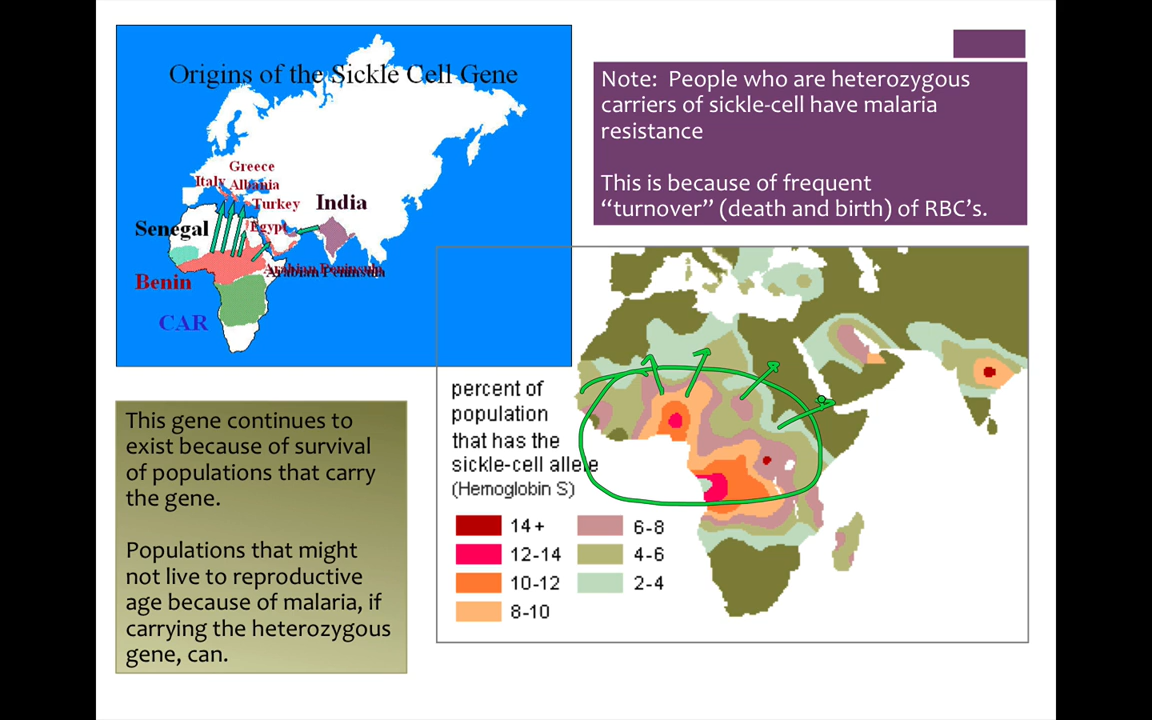 Origins of the Sickle Cell Gene
Greece
Italy Albania
Turkey
India
Senegal
Egypt
Arabian Peninsula
Arabian Peninsula
Benin
CAR
Note: People who are heterozygous
carriers of sickle-cell have malaria
resistance
This is because of frequent
“turnover” (death and birth) of RBC’s.
This gene continues to
exist because of survival
of populations that carry
the gene.
Populations that might
not live to reproductive
age because of malaria, if
carrying the heterozygous
gene, can.
percent of
population
that has the
sickle-cell allele
(Hemoglobin S)
14+
12-14
10-12
8-10
6-8
4-6
2-4